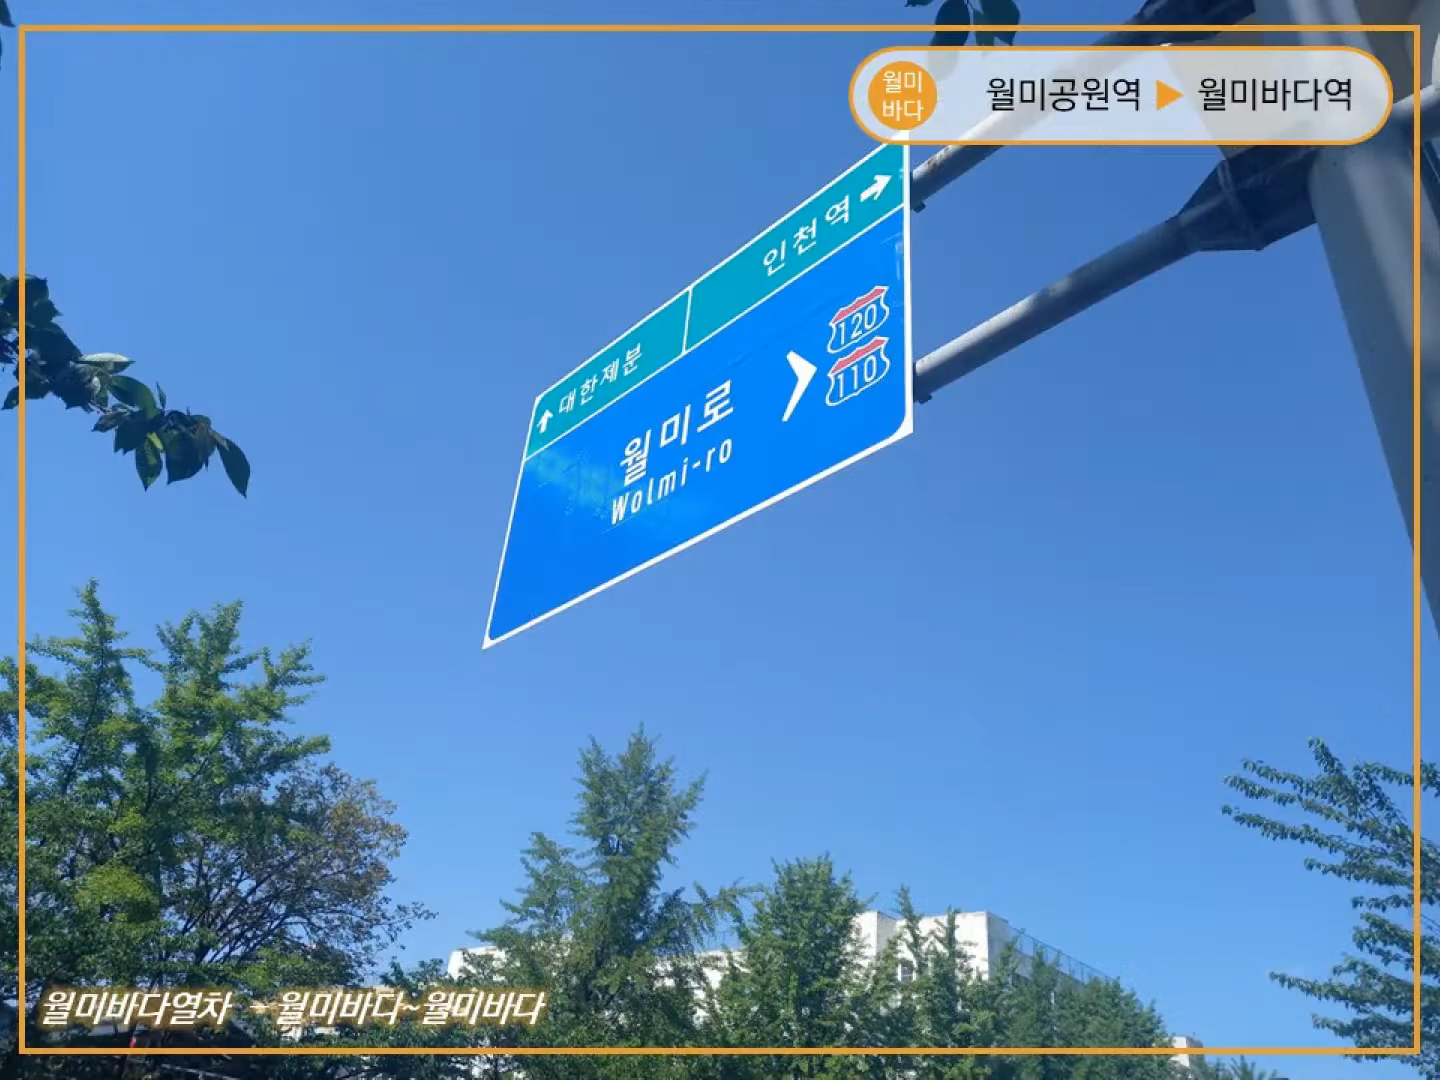 월미
바다
월미공원역 ▶ 월미바다역
인천역 →
↑ 대한제분
120
110
월미로
Wolmi-ro
월미바다열차 - 월미바다~월미바다